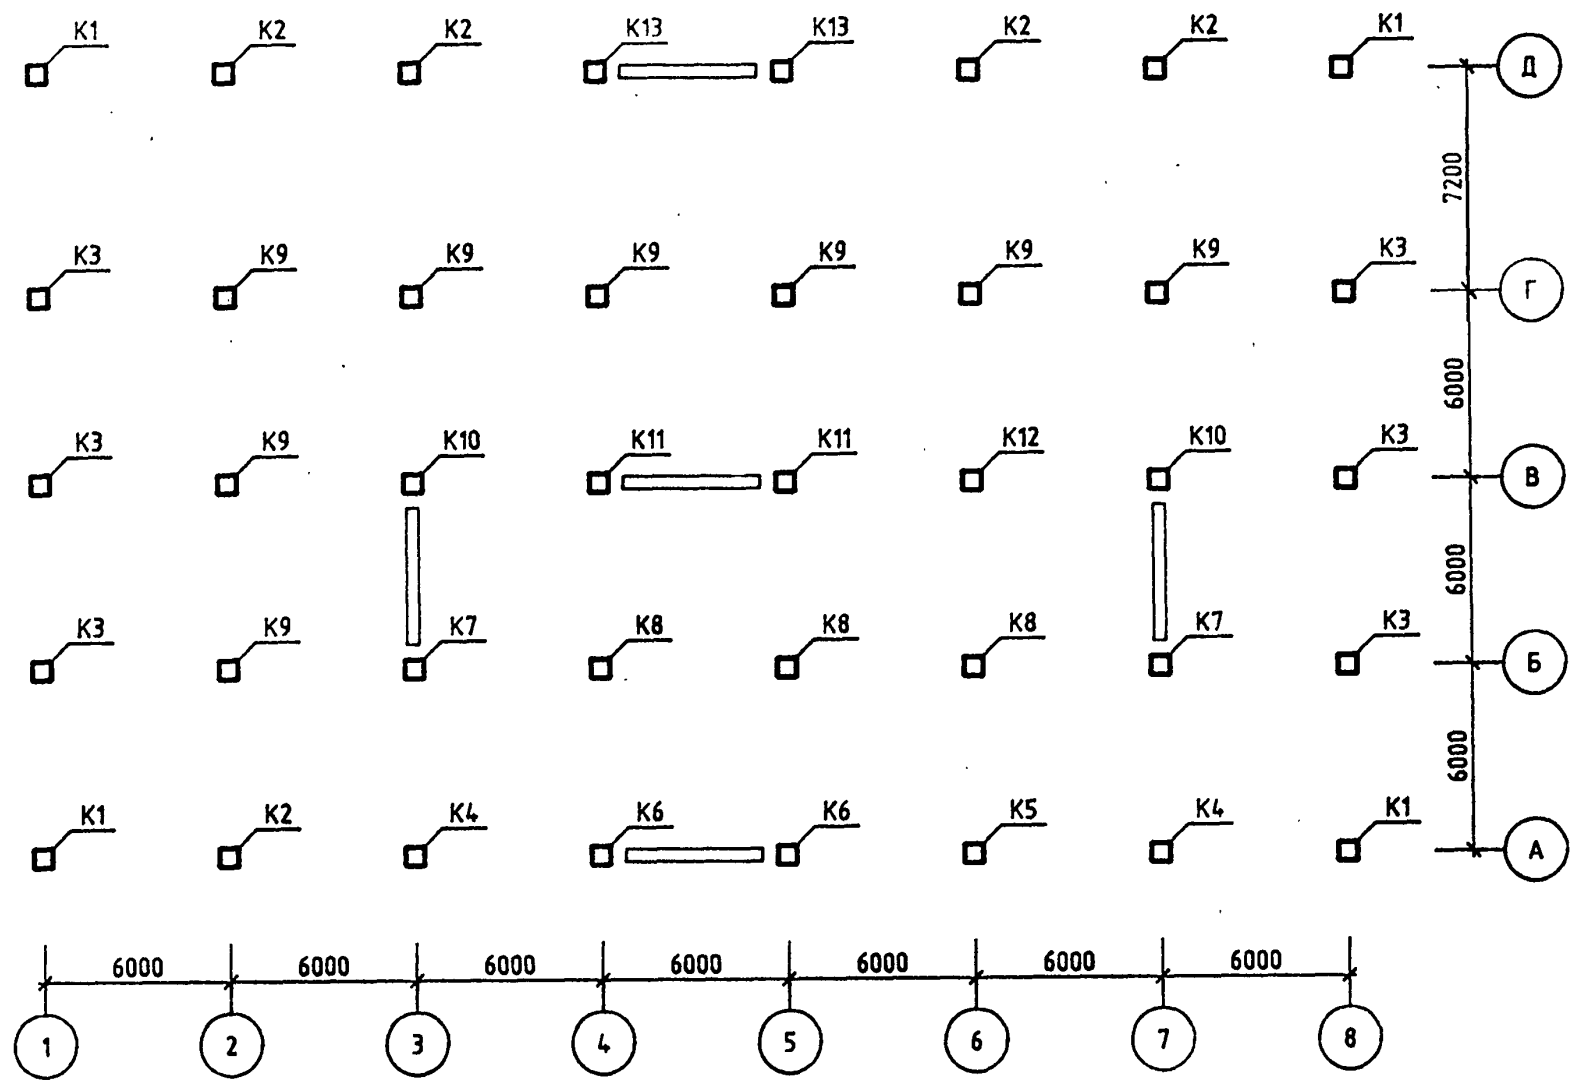 К1 К2 К2 К13 К13 К2 К2 К1
Д
7200
К3 К9 К9 К9 К9 К9 К9 К3
Г
6000
К3 К9 К10 К11 К11 К12 К10 К3
В
6000
К3 К9 К7 К8 К8 К8 К7 К3
Б
6000
К1 К2 К4 К6 К6 К5 К4 К1
А
6000 6000 6000 6000 6000 6000 6000
1 2 3 4 5 6 7 8